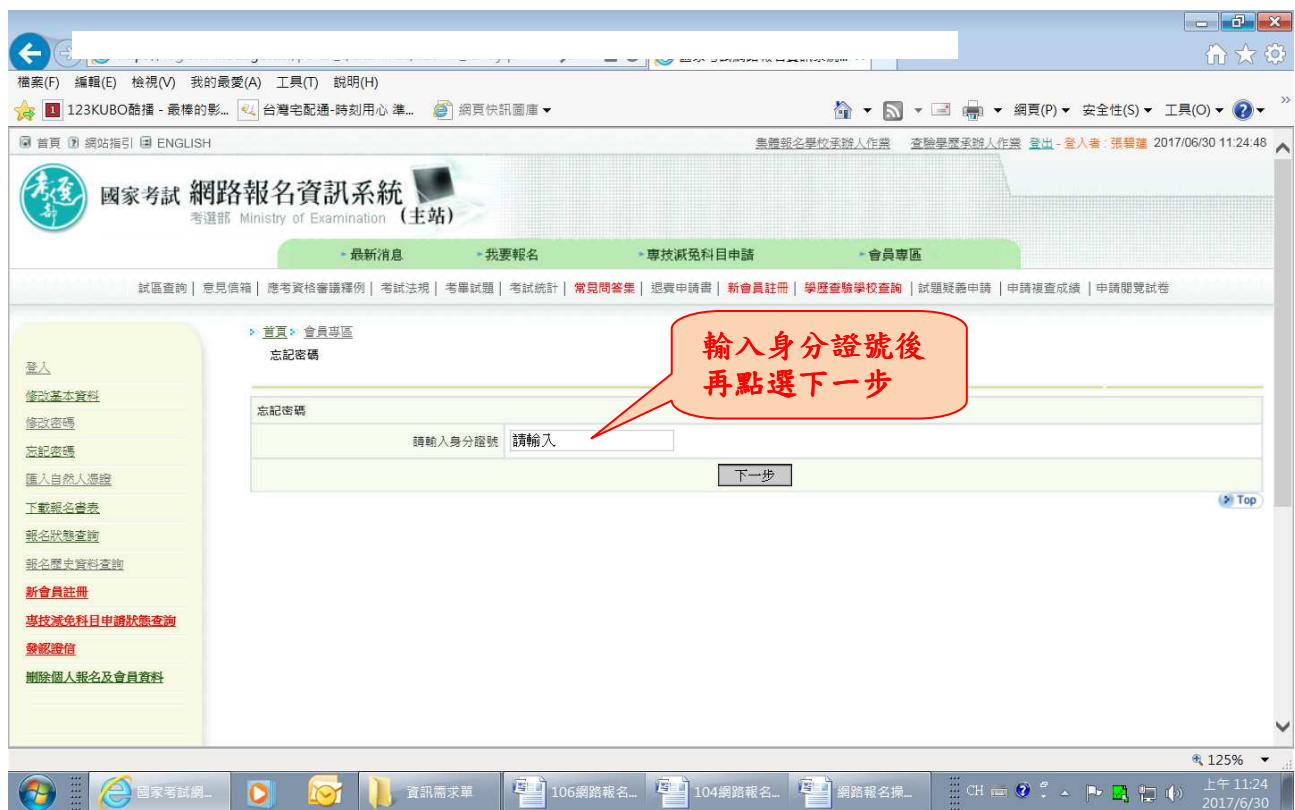 檔案(F) 編輯(E) 檢視(V) 我的最愛(A) 工具(T) 說明(H)
123KUBO酷播 - 最棒的影... 台灣宅配通-時刻用心 準... 網頁快訊圖庫 網頁(P) 安全性(S) 工具(O)
首頁 網站指引 ENGLISH 集體報名學校承辦人作業 查驗學歷承辦人作業 登出 - 登入者 : 張碧蓮 2017/06/30 11:24:48
考選部 國家考試 網路報名資訊系統
考選部 Ministry of Examination (主站)
最新消息 我要報名 專技減免科目申請 會員專區
試區查詢 | 意見信箱 | 應考資格審議釋例 | 考試法規 | 考畢試題 | 考試統計 | 常見問答集 | 退費申請書 | 新會員註冊 | 學歷查驗學校查詢 | 試題疑義申請 | 申請複查成績 | 申請閱覽試卷
首頁 會員專區
忘記密碼
輸入身分證號後
再點選下一步
登入
修改基本資料
修改密碼
忘記密碼
匯入自然人憑證
下載報名書表
報名狀態查詢
報名歷史資料查詢
新會員註冊
專技減免科目申請狀態查詢
發認證信
刪除個人報名及會員資料
忘記密碼
請輸入身分證號 請輸入
下一步
Top
125%
國家考試網... 資訊需求單 106網路報名... 104網路報名... 網路報名操... CH 上午 11:24
2017/6/30